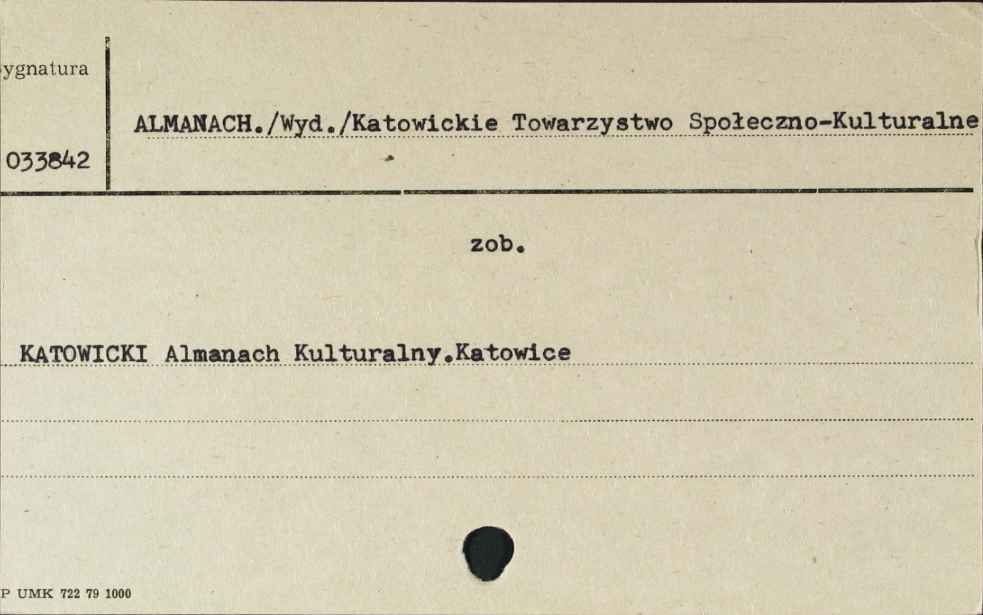 ygnatura
ALMANACH./Wyd./Katowickie Towarzystwo Społeczno-Kulturalne
033842
zob.
KATOWICKI Almanach Kulturalny.Katowice
P UMK 722 79 1000